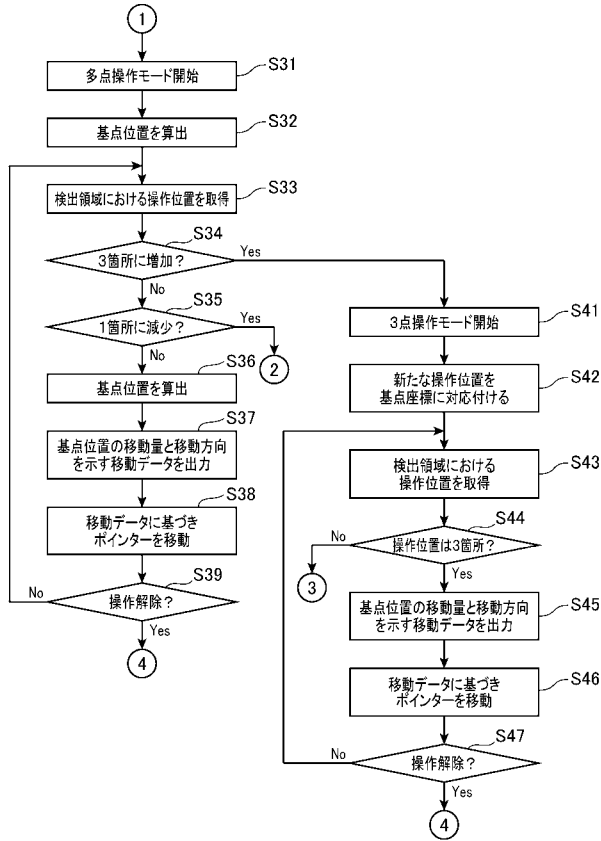 1
多点操作モード開始
S31
基点位置を算出
S32
検出領域における操作位置を取得
S33
3箇所に増加？
S34
Yes
No
1箇所に減少？
S35
Yes
No
2
基点位置を算出
S36
基点位置の移動量と移動方向
を示す移動データを出力
S37
移動データに基づき
ポインターを移動
S38
操作解除？
S39
No
Yes
4
3点操作モード開始
S41
新たな操作位置を
基点座標に対応付ける
S42
検出領域における
操作位置を取得
S43
操作位置は3箇所？
S44
No
Yes
3
基点位置の移動量と移動方向
を示す移動データを出力
S45
移動データに基づき
ポインターを移動
S46
操作解除？
S47
No
Yes
4